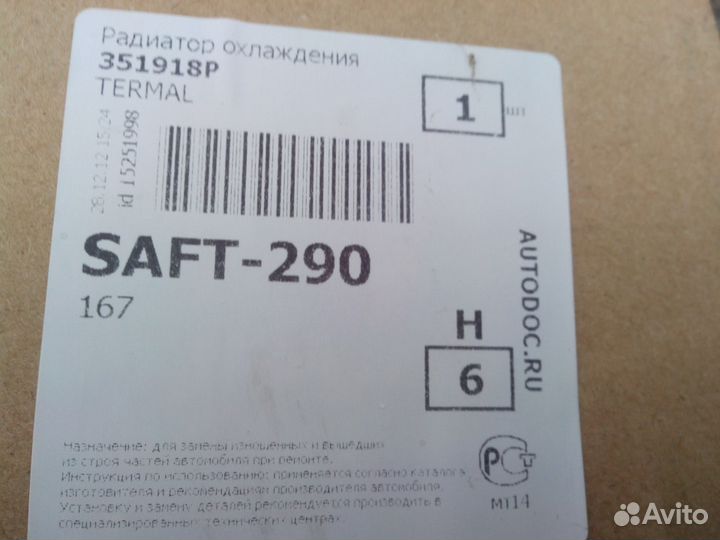 Радиатор охлаждения
351918P
TERMAL
1
шт
28.12.12 15:24
id 15251998
SAFT-290
167
H
6
AUTODOC.RU
Назначение: для замены изношенных и вышедших
из строя частей автомобиля при ремонте.
Инструкция по использованию: применяется согласно каталога
изготовителя и рекомендациям производителя автомобиля.
Установку и замену деталей рекомендуется производить в
специализированных технических центрах.
РС
МТ14
Avito